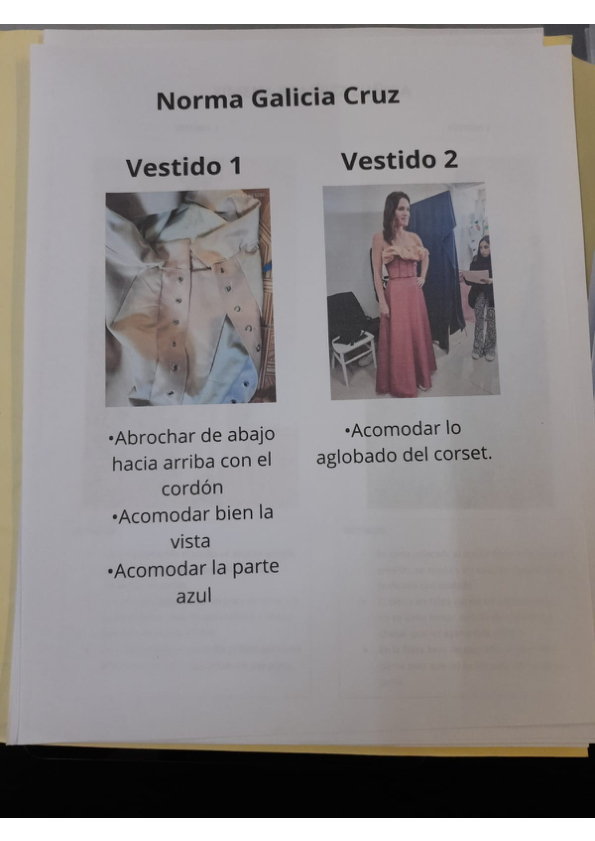 Norma Galicia Cruz
Vestido 1
•Abrochar de abajo
hacia arriba con el
cordón
•Acomodar bien la
vista
•Acomodar la parte
azul
Vestido 2
•Acomodar lo
aglobado del corset.